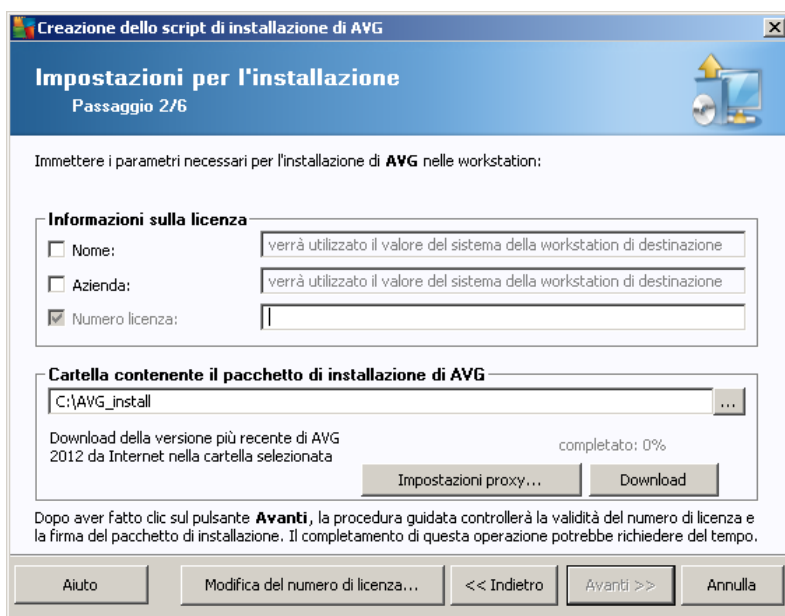 Creazione dello script di installazione di AVG
Impostazioni per l'installazione
Passaggio 2/6
Immettere i parametri necessari per l'installazione di AVG nelle workstation:
Informazioni sulla licenza
Nome:
verrà utilizzato il valore del sistema della workstation di destinazione
Azienda:
verrà utilizzato il valore del sistema della workstation di destinazione
Numero licenza:
Cartella contenente il pacchetto di installazione di AVG
C:\AVG_install
...
Download della versione più recente di AVG
2012 da Internet nella cartella selezionata
completato: 0%
Impostazioni proxy...
Download
Dopo aver fatto clic sul pulsante Avanti, la procedura guidata controllerà la validità del numero di licenza e
la firma del pacchetto di installazione. Il completamento di questa operazione potrebbe richiedere del tempo.
Aiuto
Modifica del numero di licenza...
<< Indietro
Avanti >>
Annulla